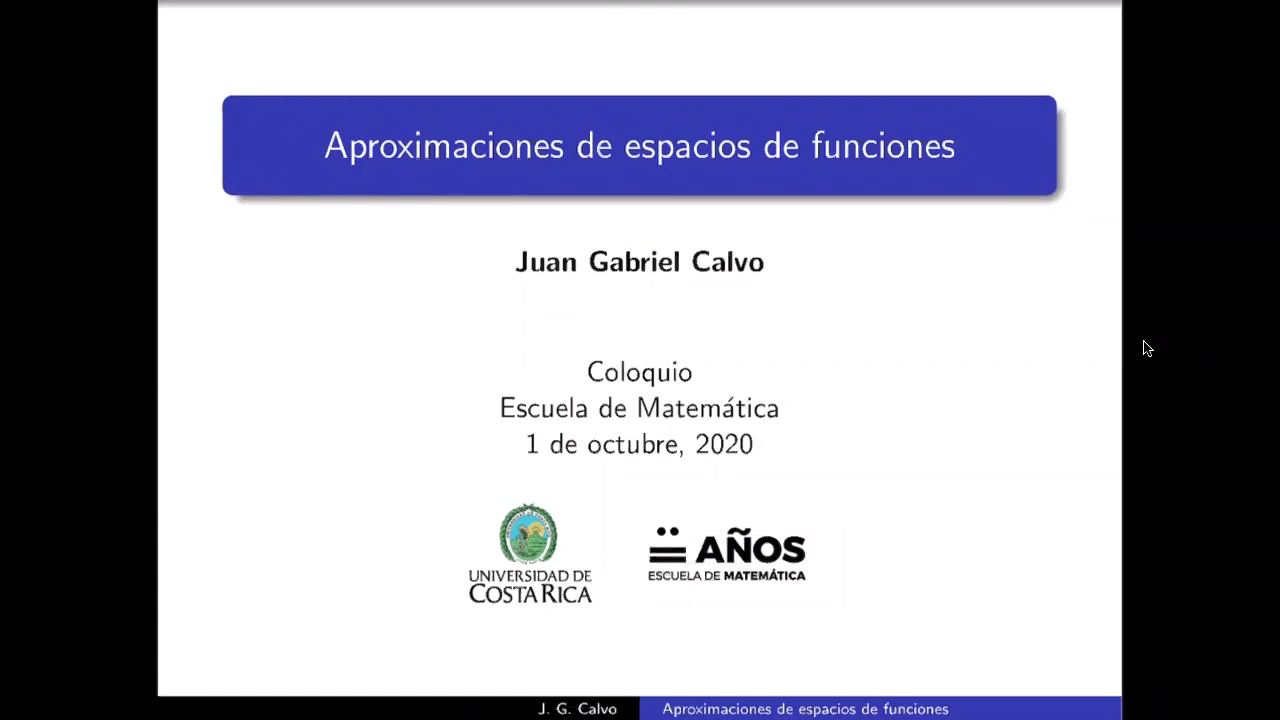 Aproximaciones de espacios de funciones
Juan Gabriel Calvo
Coloquio
Escuela de Matemática
1 de octubre, 2020
UNIVERSIDAD DE
COSTA RICA
AÑOS
ESCUELA DE MATEMÁTICA
J. G. Calvo
Aproximaciones de espacios de funciones